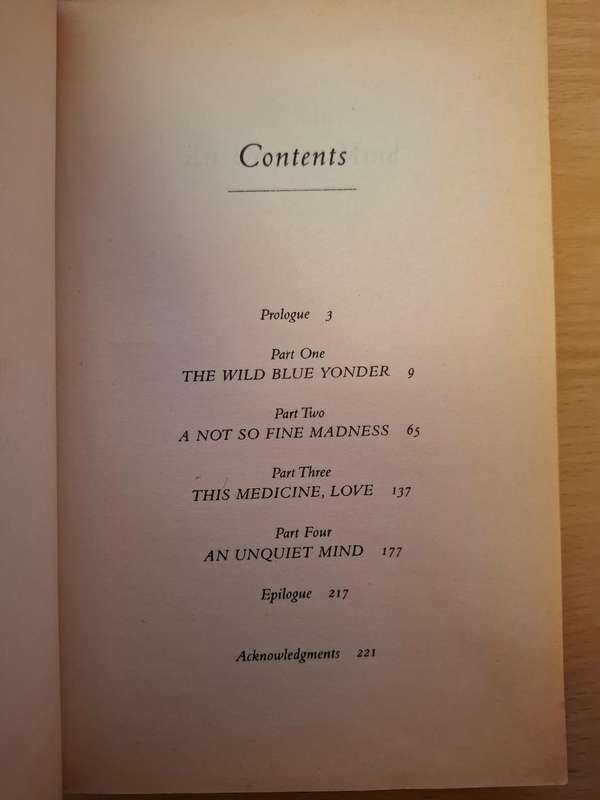 Contents
Prologue 3
Part One
THE WILD BLUE YONDER 9
Part Two
A NOT SO FINE MADNESS 65
Part Three
THIS MEDICINE, LOVE 137
Part Four
AN UNQUIET MIND 177
Epilogue 217
Acknowledgments 221